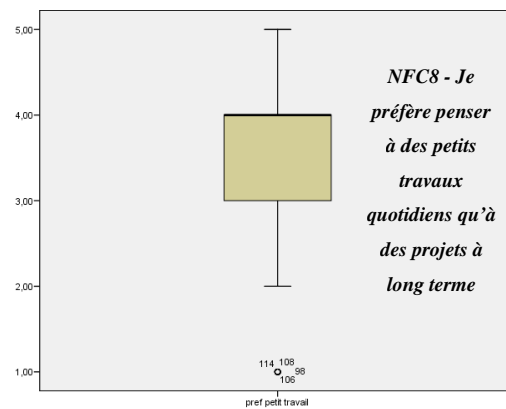 5,00
4,00
3,00
2,00
1,00
NFC8 - Je
préfère penser
à des petits
travaux
quotidiens qu'à
des projets à
long terme
114 108
98
106
pref petit travail